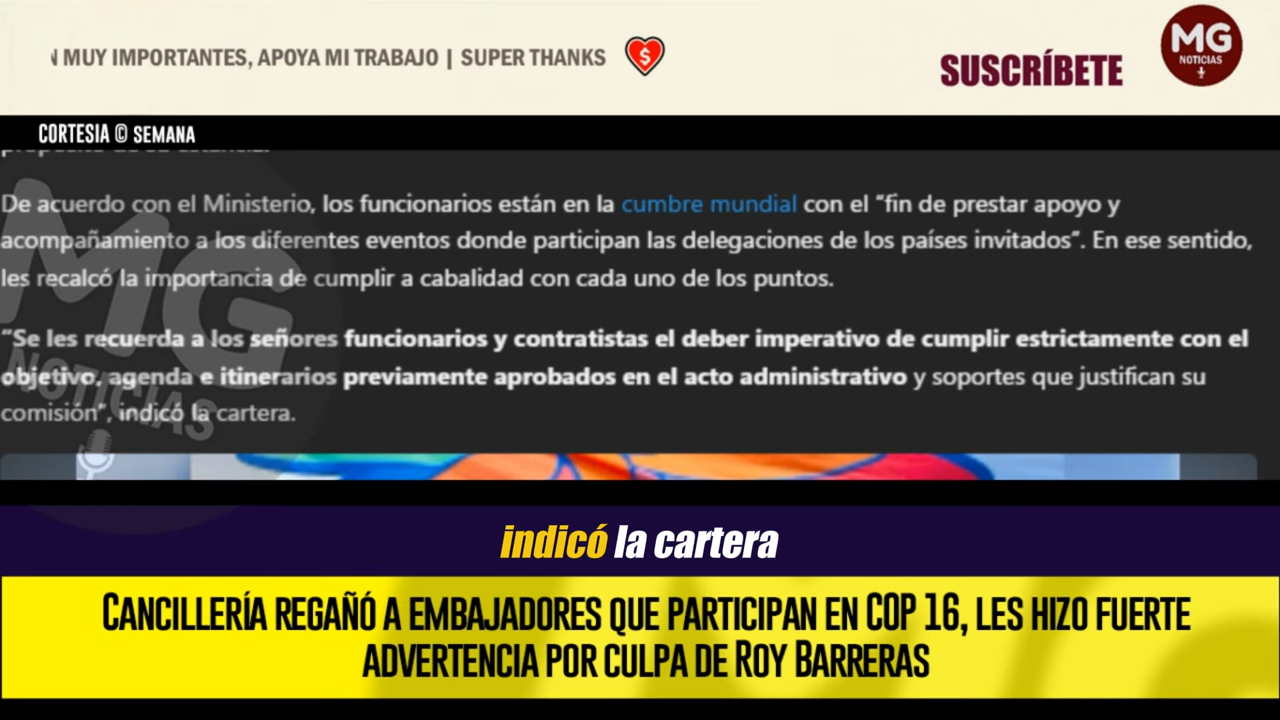 MUY IMPORTANTES, APOYA MI TRABAJO | SUPER THANKS
SUSCRÍBETE
MG
NOTICIAS
CORTESIA © SEMANA
De acuerdo con el Ministerio, los funcionarios están en la cumbre mundial con el “fin de prestar apoyo y
acompañamiento a los diferentes eventos donde participan las delegaciones de los países invitados”. En ese sentido,
les recalcó la importancia de cumplir a cabalidad con cada uno de los puntos.
“Se les recuerda a los señores funcionarios y contratistas el deber imperativo de cumplir estrictamente con el
objetivo, agenda e itinerarios previamente aprobados en el acto administrativo y soportes que justifican su
comisión”, indicó la cartera.
MG
NOTICIAS
indicó la cartera
CANCILLERÍA REGAÑÓ A EMBAJADORES QUE PARTICIPAN EN COP 16, LES HIZO FUERTE
ADVERTENCIA POR CULPA DE ROY BARRERAS